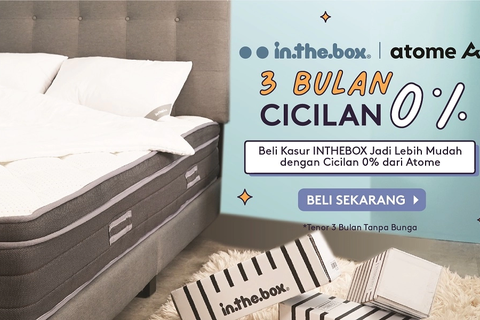 in.the.box. | atome A
3 BULAN
CICILAN 0%
Beli Kasur INTHEBOX Jadi Lebih Mudah
dengan Cicilan 0% dari Atome
BELI SEKARANG
*Tenor 3 Bulan Tanpa Bunga
in.the.box.